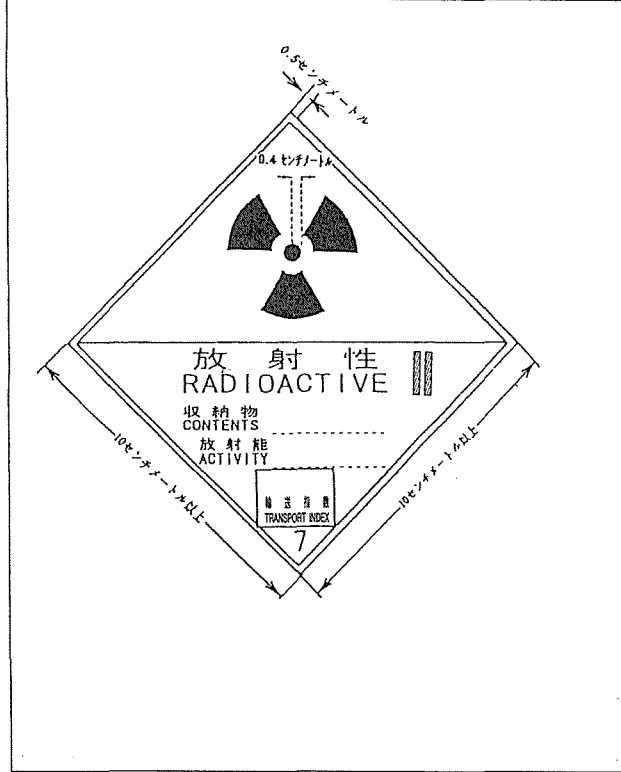 0.5センチメートル
0.4 センチメートル
放射性
RADIOACTIVE II
収納物
CONTENTS
放射能
ACTIVITY
輸送指数
TRANSPORT INDEX
7
10センチメートル以上
10センチメートル以上